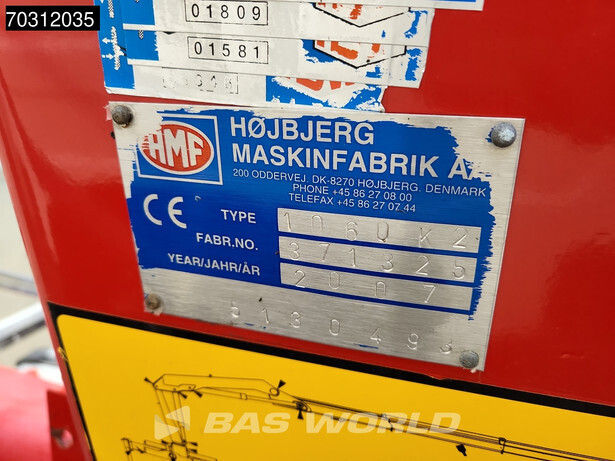 70312035
01809
01581
HMF
HØJBJERG
MASKINFABRIK A
200 ODDERVEJ. DK-8270 HØJBJERG. DENMARK
PHONE +45 86 27 08 00
TELEFAX +45 86 27 07 44
CE
TYPE 1060K2
FABR.NO. 371325
YEAR/JAHR/ÅR 2007
BAS WORLD